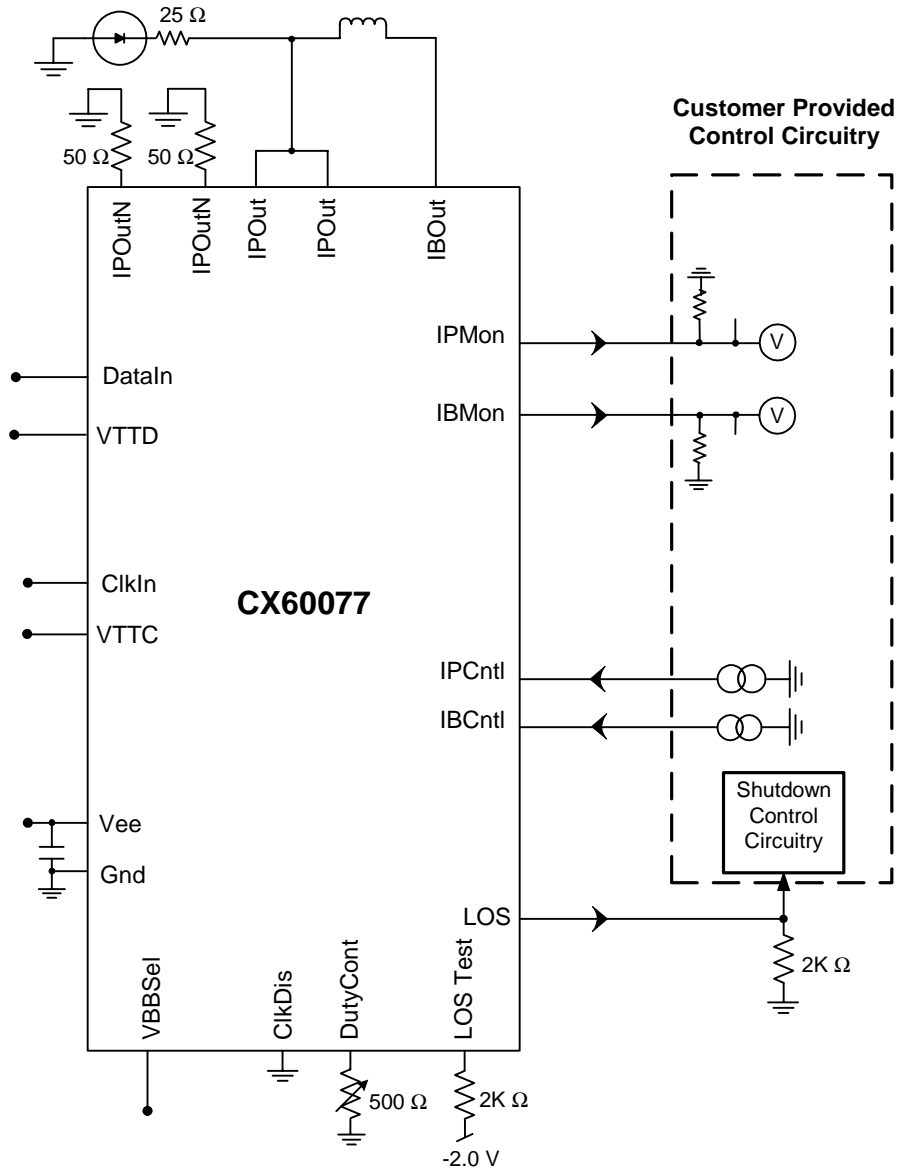 25 Ω
Customer Provided
Control Circuitry
50 Ω
50 Ω
IPOutN
IPOutN
IPOut
IPOut
IBOut
IPMon
V
DataIn
IBMon
V
VTTD
ClkIn
CX60077
VTTC
IPCntl
IBCntl
Shutdown
Control
Circuitry
Vee
Gnd
LOS
2K Ω
VBBSel
ClkDis
DutyCont
LOS Test
500 Ω
2K Ω
-2.0 V